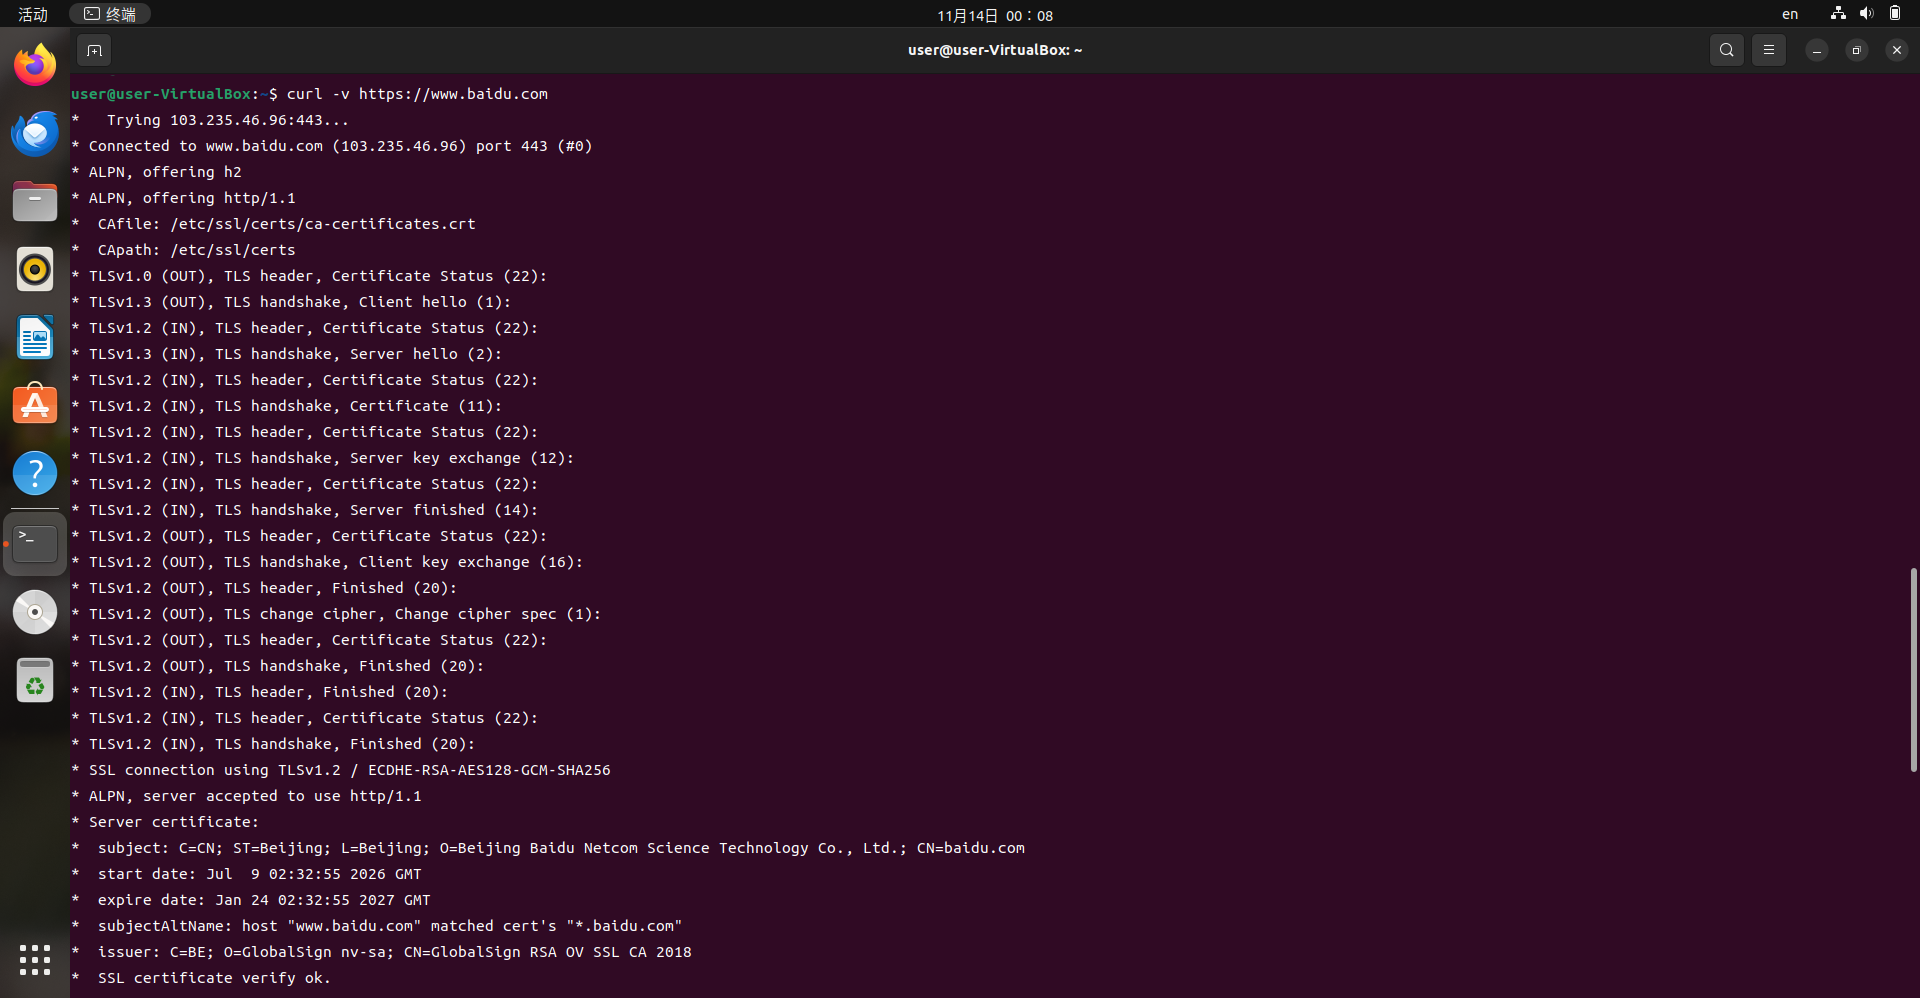 活动
终端
11月14日 00：08
en
user@user-VirtualBox: ~
user@user-VirtualBox:~$ curl -v https://www.baidu.com
*   Trying 103.235.46.96:443...
* Connected to www.baidu.com (103.235.46.96) port 443 (#0)
* ALPN, offering h2
* ALPN, offering http/1.1
*  CAfile: /etc/ssl/certs/ca-certificates.crt
*  CApath: /etc/ssl/certs
* TLSv1.0 (OUT), TLS header, Certificate Status (22):
* TLSv1.3 (OUT), TLS handshake, Client hello (1):
* TLSv1.2 (IN), TLS header, Certificate Status (22):
* TLSv1.3 (IN), TLS handshake, Server hello (2):
* TLSv1.2 (IN), TLS header, Certificate Status (22):
* TLSv1.2 (IN), TLS handshake, Certificate (11):
* TLSv1.2 (IN), TLS header, Certificate Status (22):
* TLSv1.2 (IN), TLS handshake, Server key exchange (12):
* TLSv1.2 (IN), TLS header, Certificate Status (22):
* TLSv1.2 (IN), TLS handshake, Server finished (14):
* TLSv1.2 (OUT), TLS header, Certificate Status (22):
* TLSv1.2 (OUT), TLS handshake, Client key exchange (16):
* TLSv1.2 (OUT), TLS header, Finished (20):
* TLSv1.2 (OUT), TLS change cipher, Change cipher spec (1):
* TLSv1.2 (OUT), TLS header, Certificate Status (22):
* TLSv1.2 (OUT), TLS handshake, Finished (20):
* TLSv1.2 (IN), TLS header, Finished (20):
* TLSv1.2 (IN), TLS header, Certificate Status (22):
* TLSv1.2 (IN), TLS handshake, Finished (20):
* SSL connection using TLSv1.2 / ECDHE-RSA-AES128-GCM-SHA256
* ALPN, server accepted to use http/1.1
* Server certificate:
*  subject: C=CN; ST=Beijing; L=Beijing; O=Beijing Baidu Netcom Science Technology Co., Ltd.; CN=baidu.com
*  start date: Jul  9 02:32:55 2026 GMT
*  expire date: Jan 24 02:32:55 2027 GMT
*  subjectAltName: host "www.baidu.com" matched cert's "*.baidu.com"
*  issuer: C=BE; O=GlobalSign nv-sa; CN=GlobalSign RSA OV SSL CA 2018
*  SSL certificate verify ok.